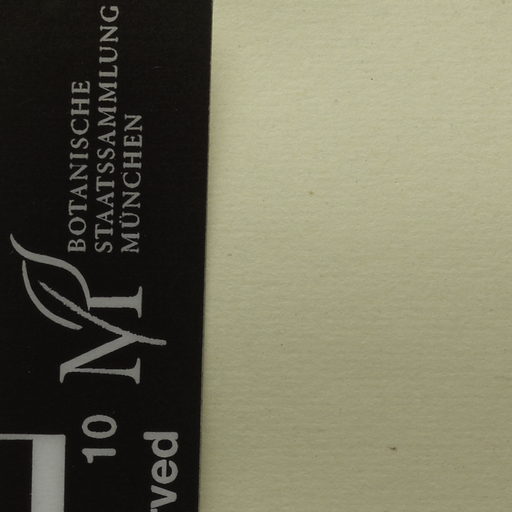 BOTANISCHE
STAATSSAMMLUNG
MÜNCHEN
M
10
rved